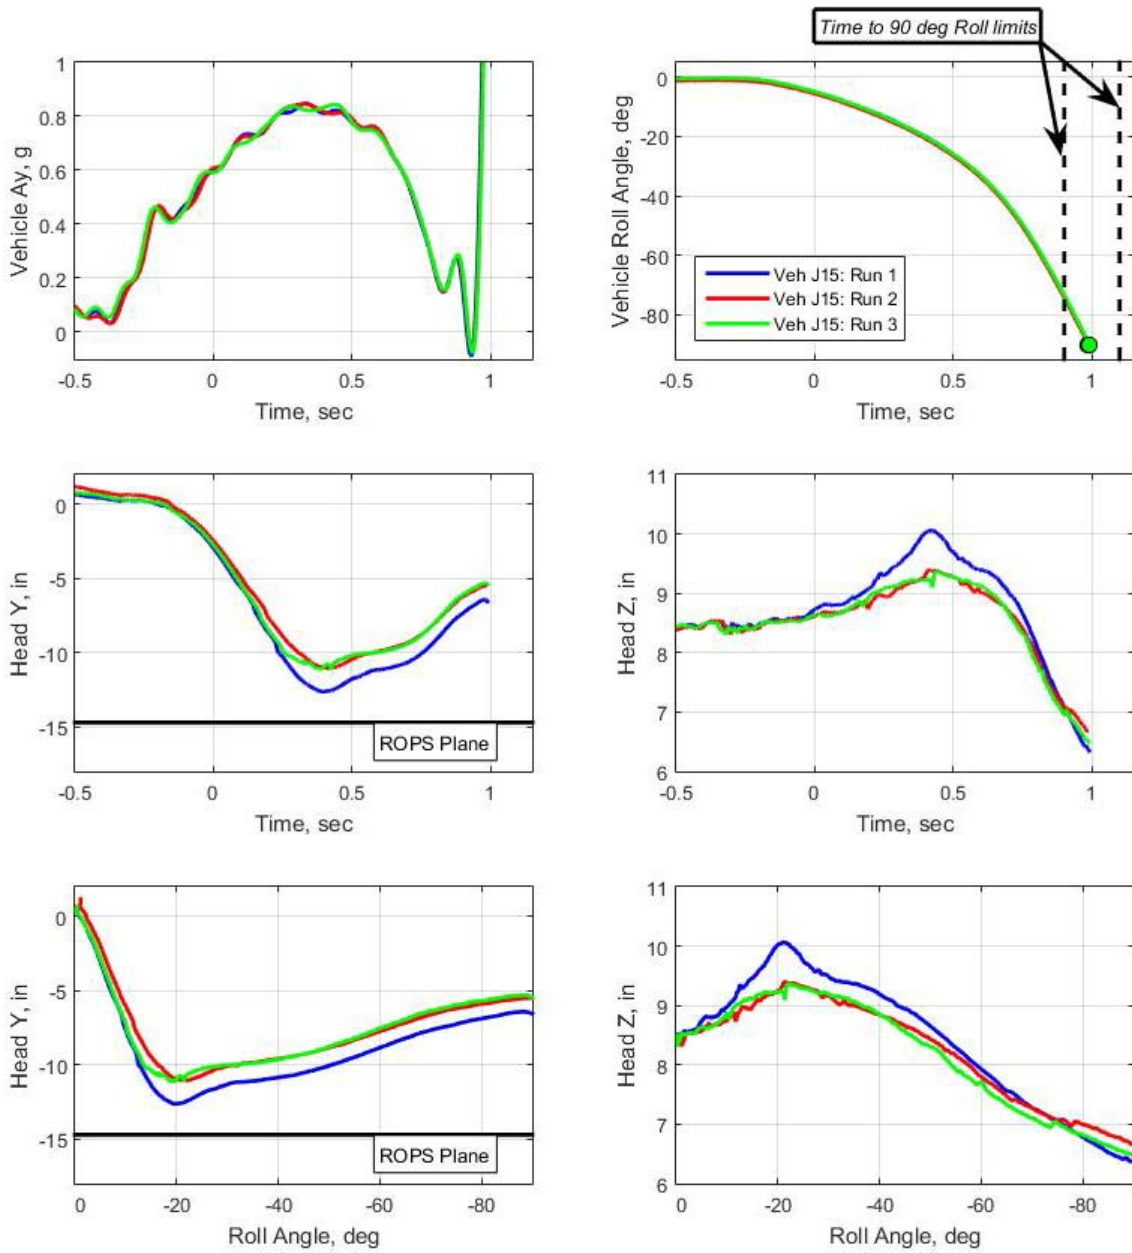 Time to 90 deg Roll limits
1
0.8
0.6
0.4
0.2
0
-0.5 0 0.5 1
Vehicle Ay, g
Time, sec
0
-20
-40
-60
-80
-0.5 0 0.5 1
Vehicle Roll Angle, deg
Time, sec
Veh J15: Run 1
Veh J15: Run 2
Veh J15: Run 3
0
-5
-10
-15
-0.5 0 0.5 1
Head Y, in
Time, sec
ROPS Plane
11
10
9
8
7
6
-0.5 0 0.5 1
Head Z, in
Time, sec
0
-5
-10
-15
0 -20 -40 -60 -80
Head Y, in
Roll Angle, deg
ROPS Plane
11
10
9
8
7
6
0 -20 -40 -60 -80
Head Z, in
Roll Angle, deg